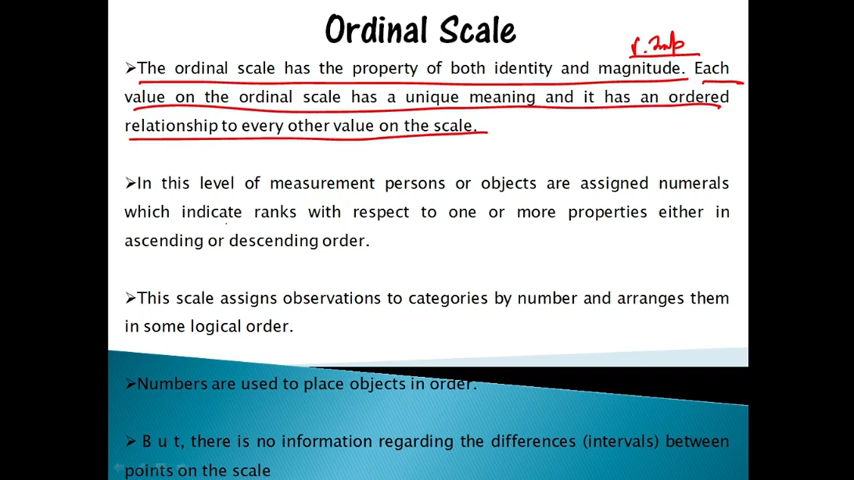 Ordinal Scale
v. Imp
➢The ordinal scale has the property of both identity and magnitude. Each
value on the ordinal scale has a unique meaning and it has an ordered
relationship to every other value on the scale.
➢In this level of measurement persons or objects are assigned numerals
which indicate ranks with respect to one or more properties either in
ascending or descending order.
➢This scale assigns observations to categories by number and arranges them
in some logical order.
➢Numbers are used to place objects in order.
➢ B u t, there is no information regarding the differences (intervals) between
points on the scale